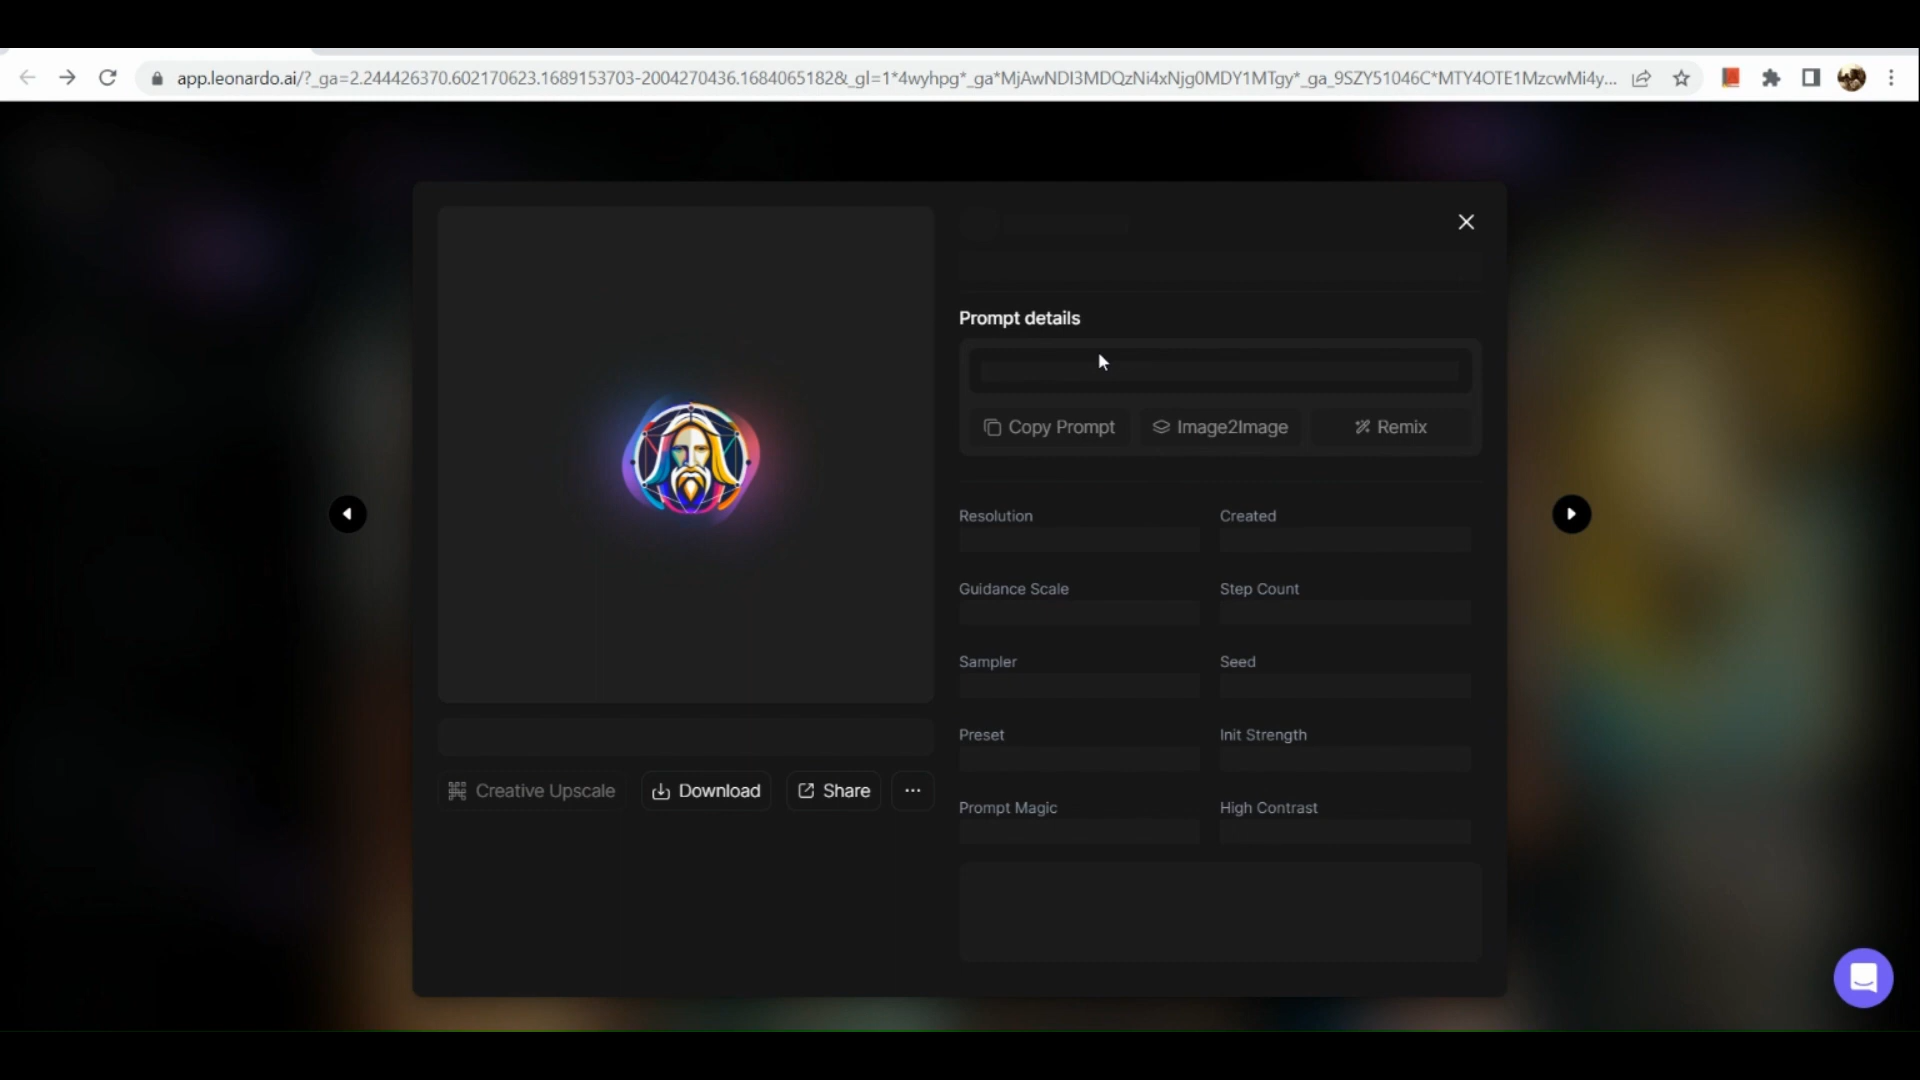 app.leonardo.ai/?_ga=2.244426370.602170623.1689153703-2004270436.1684065182&_gl=1*4wyhpg*_ga*MjAwNDI3MDQzNi4xNjg0MDY1MTgy*_ga_9SZY51046C*MTY4OTE1MzcwMi4y...
Prompt details
Copy Prompt
Image2Image
Remix
Resolution
Created
Guidance Scale
Step Count
Sampler
Seed
Preset
Init Strength
Prompt Magic
High Contrast
Creative Upscale
Download
Share